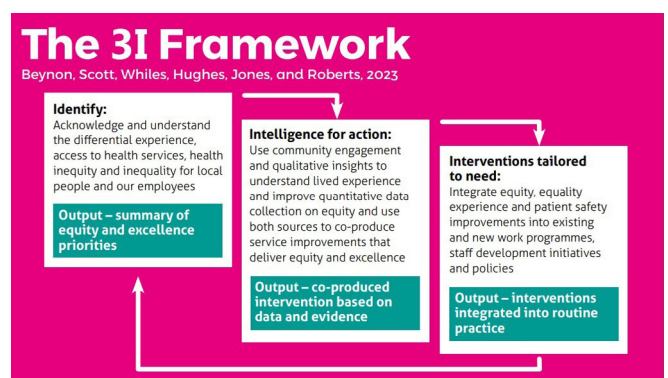 The 3I Framework
Beynon, Scott, Whiles, Hughes, Jones, and Roberts, 2023
Identify:
Acknowledge and understand
the differential experience,
access to health services, health
inequity and inequality for local
people and our employees
Output – summary of
equity and excellence
priorities
Intelligence for action:
Use community engagement
and qualitative insights to
understand lived experience
and improve quantitative data
collection on equity and use
both sources to co-produce
service improvements that
deliver equity and excellence
Output – co-produced
intervention based on
data and evidence
Interventions tailored
to need:
Integrate equity, equality
experience and patient safety
improvements into existing
and new work programmes,
staff development initiatives
and policies
Output – interventions
integrated into routine
practice